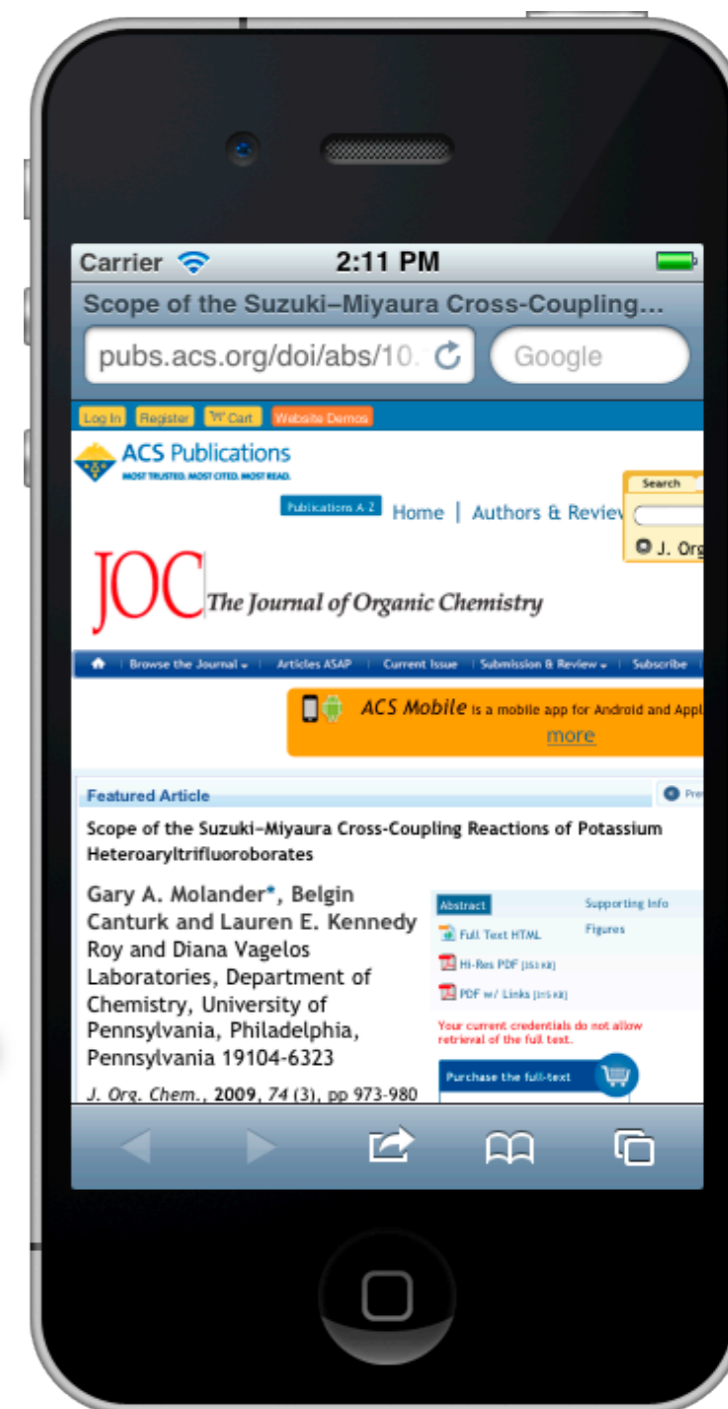 Carrier 2:11 PM
Scope of the Suzuki–Miyaura Cross-Coupling...
pubs.acs.org/doi/abs/10. Google
Log In Register Cart Website Demos
ACS Publications
MOST TRUSTED. MOST CITED. MOST READ.
Search
Publications A-Z Home | Authors & Review
J. Org
JOC The Journal of Organic Chemistry
Browse the Journal Articles ASAP Current Issue Submission & Review Subscribe
ACS Mobile is a mobile app for Android and Appl
more
Featured Article
Pre
Scope of the Suzuki–Miyaura Cross-Coupling Reactions of Potassium
Heteroaryltrifluoroborates
Gary A. Molander*, Belgin
Canturk and Lauren E. Kennedy
Roy and Diana Vagelos
Laboratories, Department of
Chemistry, University of
Pennsylvania, Philadelphia,
Pennsylvania 19104-6323
J. Org. Chem., 2009, 74 (3), pp 973-980
Abstract Supporting Info
Full Text HTML Figures
Hi-Res PDF
PDF w/ Links
Your current credentials do not allow
retrieval of the full text.
Purchase the full-text